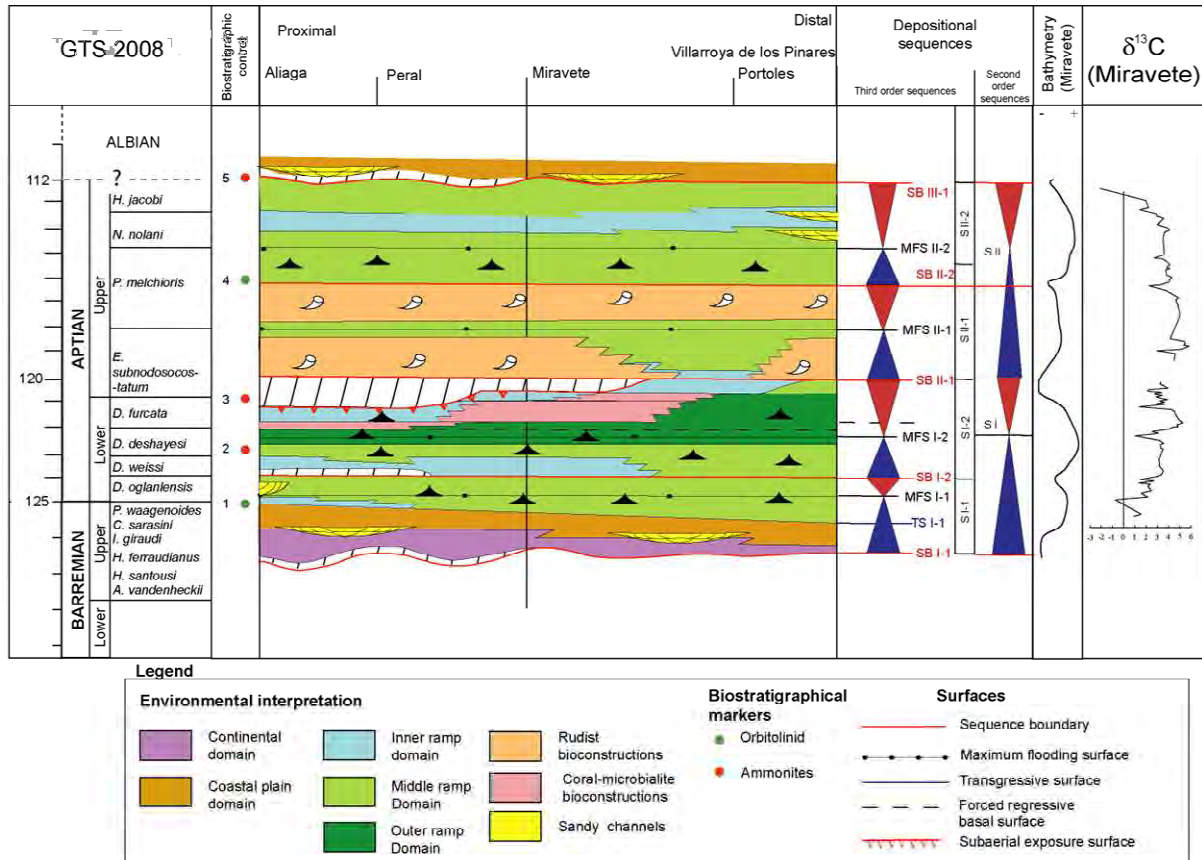 GTS 2008
Biostratigraphic control
Proximal
Distal
Villarroya de los Pinares
Aliaga
Peral
Miravete
Portoles
Depositional sequences
Third order sequences
Second order sequences
Bathymetry (Miravete)
- +
δ13C (Miravete)
ALBIAN
?
112
120
125
APTIAN
BARREMIAN
Upper
Lower
Upper
Lower
H. jacobi
N. nolani
P. melchioris
E. subnodosocos-tatum
D. furcata
D. deshayesi
D. weissi
D. oglanlensis
P. waagenoides
C. sarasini
I. giraudi
H. ferraudianus
H. santousi
A. vandenheckii
5
4
3
2
1
SB III-1
MFS II-2
SB II-2
MFS II-1
SB II-1
MFS I-2
SB I-2
MFS I-1
TS I-1
SB I-1
S II-2
S II-1
S I-2
S I-1
S II
S I
-3 -2 -1 0 1 2 3 4 5 6
Legend
Environmental interpretation
Continental domain
Coastal plain domain
Inner ramp domain
Middle ramp Domain
Outer ramp Domain
Rudist bioconstructions
Coral-microbialite bioconstructions
Sandy channels
Biostratigraphical markers
Orbitolinid
Ammonites
Surfaces
Sequence boundary
Maximum flooding surface
Transgressive surface
Forced regressive basal surface
Subaerial exposure surface